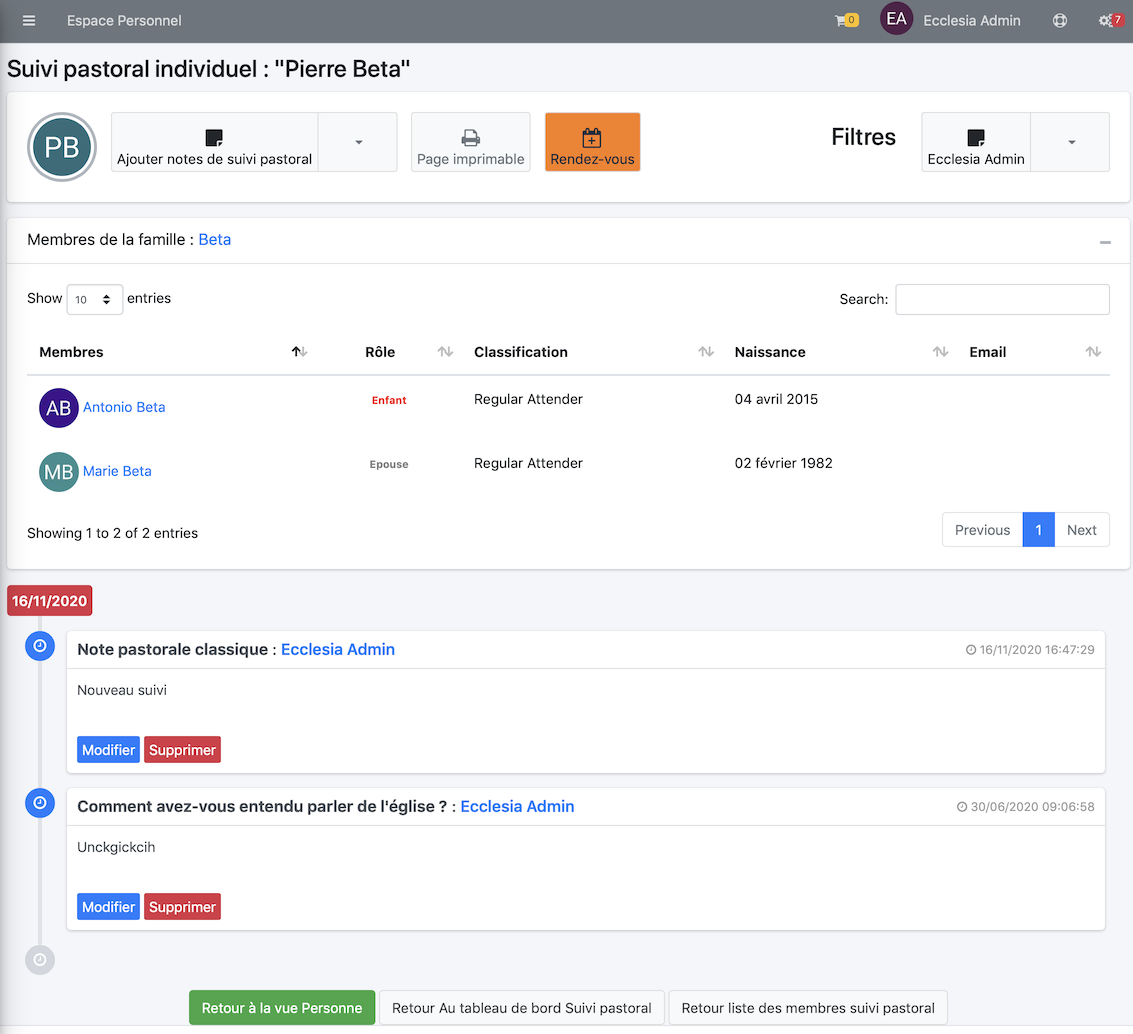 Espace Personnel 0 EA Ecclesia Admin 7
Suivi pastoral individuel : "Pierre Beta"
PB Ajouter notes de suivi pastoral Page imprimable Rendez-vous Filtres Ecclesia Admin
Membres de la famille : Beta
Show 10 entries Search:
Membres Rôle Classification Naissance Email
AB Antonio Beta Enfant Regular Attender 04 avril 2015
MB Marie Beta Epouse Regular Attender 02 février 1982
Showing 1 to 2 of 2 entries Previous 1 Next
16/11/2020
Note pastorale classique : Ecclesia Admin 16/11/2020 16:47:29
Nouveau suivi
Modifier Supprimer
Comment avez-vous entendu parler de l'église ? : Ecclesia Admin 30/06/2020 09:06:58
Unckgickcih
Modifier Supprimer
Retour à la vue Personne Retour Au tableau de bord Suivi pastoral Retour liste des membres suivi pastoral